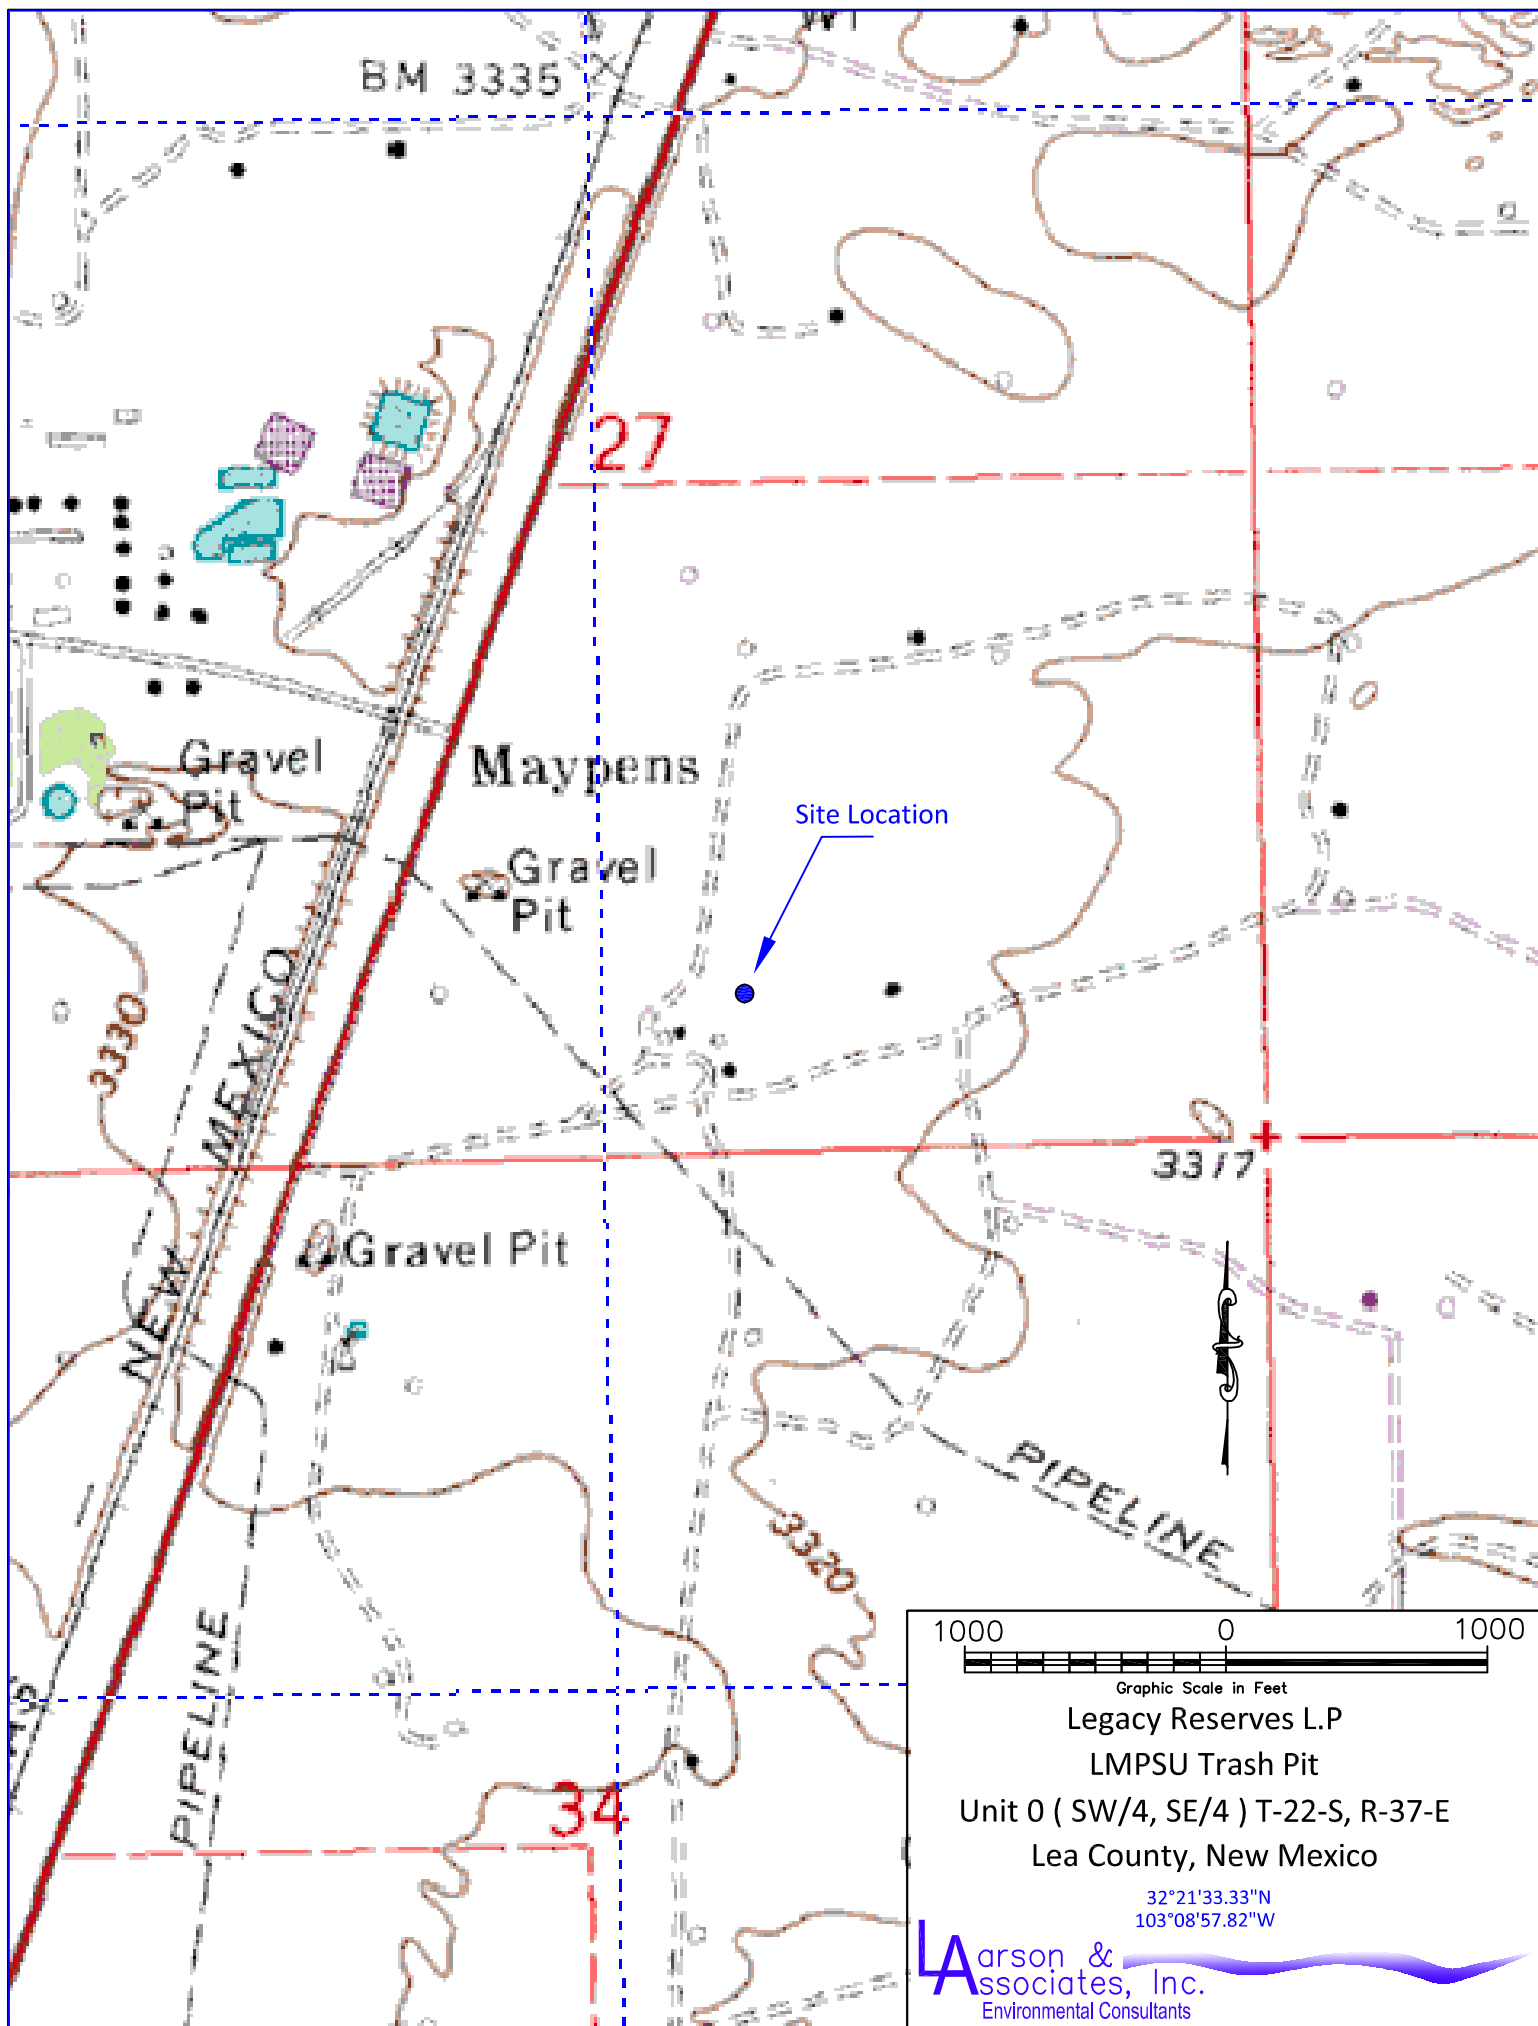 BM 3335
27
Gravel
Pit
Maypens
Site Location
Gravel
Pit
3330
NEW MEXICO
3317
Gravel Pit
PIPELINE
3320
PIPELINE
34
1000 0 1000
Graphic Scale in Feet
Legacy Reserves L.P
LMPSU Trash Pit
Unit 0 ( SW/4, SE/4 ) T-22-S, R-37-E
Lea County, New Mexico
32°21'33.33"N
103°08'57.82"W
Larson &
Associates, Inc.
Environmental Consultants